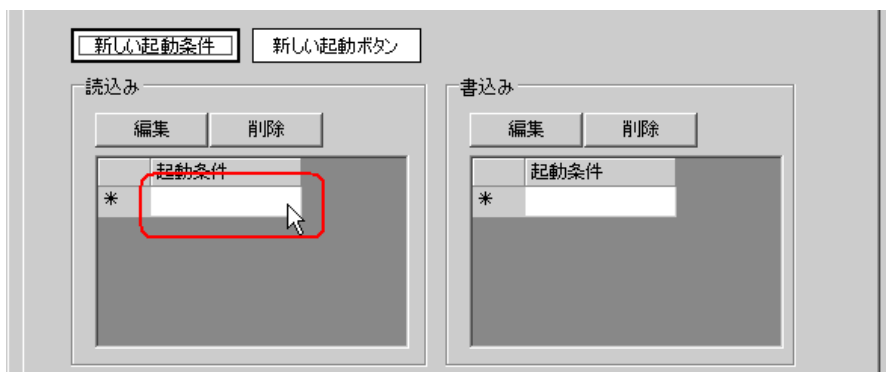 新しい起動条件 新しい起動ボタン
読込み 書込み
編集 削除 編集 削除
起動条件 起動条件
* *